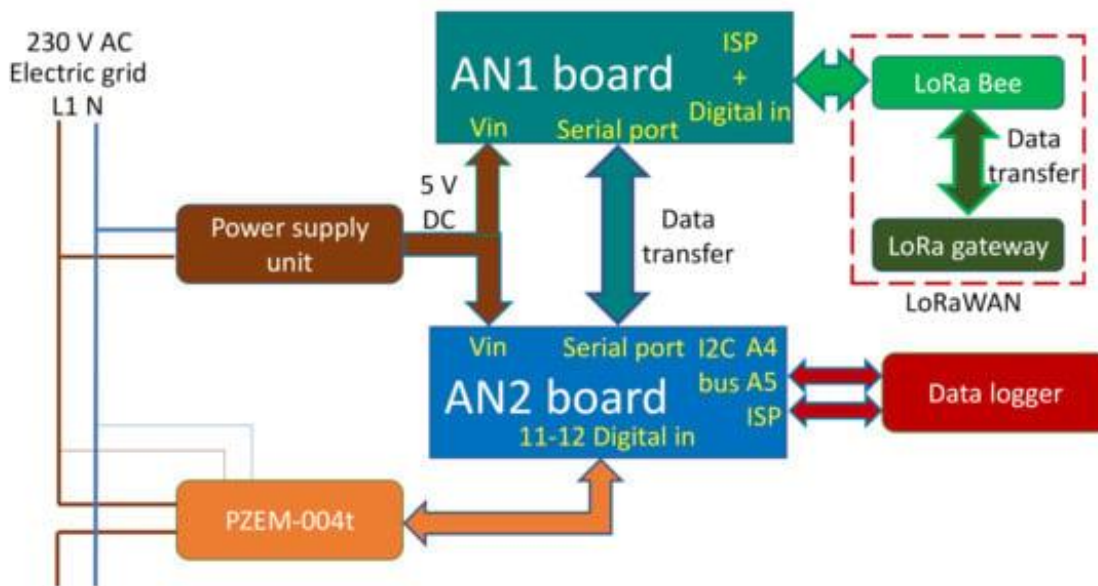 230 V AC
Electric grid
L1 N
AN1 board
ISP
+
Digital in
Vin
Serial port
LoRa Bee
Data
transfer
LoRa gateway
LoRaWAN
5 V
DC
Power supply
unit
Data
transfer
Vin
Serial port
I2C A4
bus A5
ISP
AN2 board
11-12 Digital in
Data logger
PZEM-004t